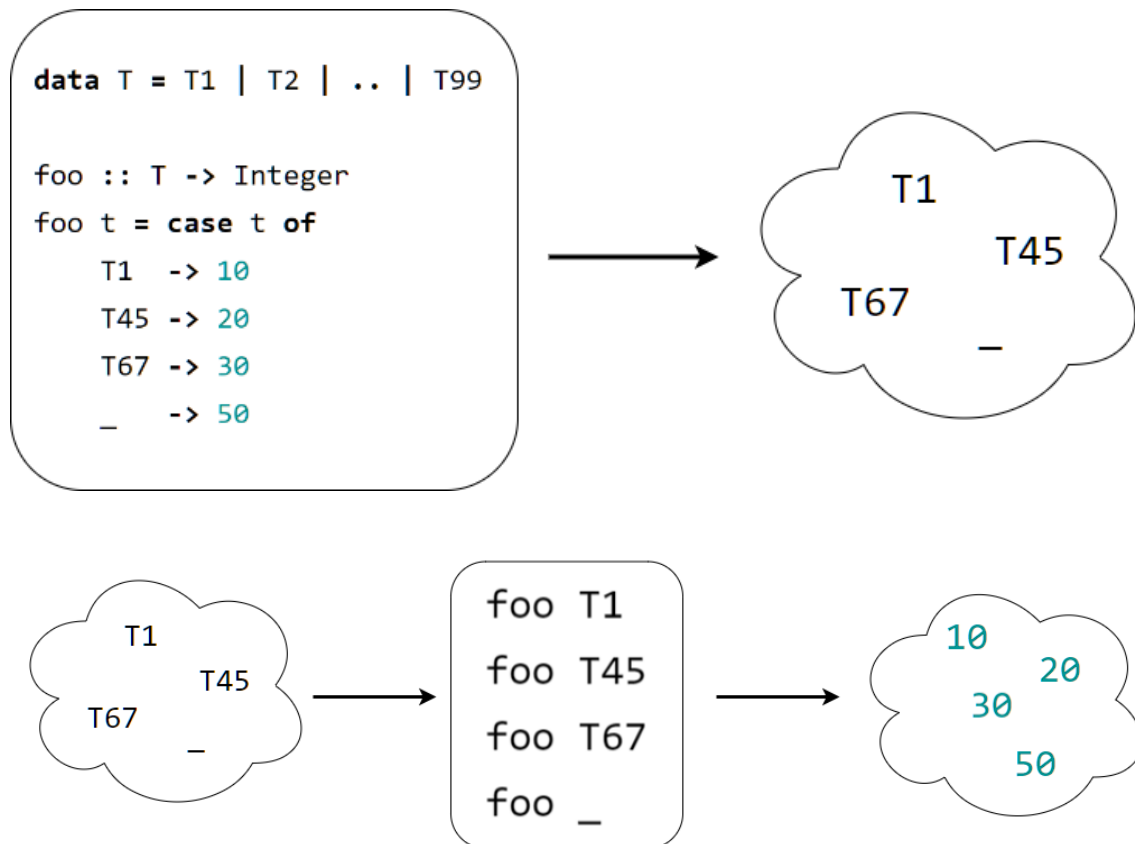 data T = T1 | T2 | .. | T99
foo :: T -> Integer
foo t = case t of
T1 -> 10
T45 -> 20
T67 -> 30
_ -> 50
T1
T45
T67
_
T1
T45
T67
_
foo T1
foo T45
foo T67
foo _
10
20
30
50